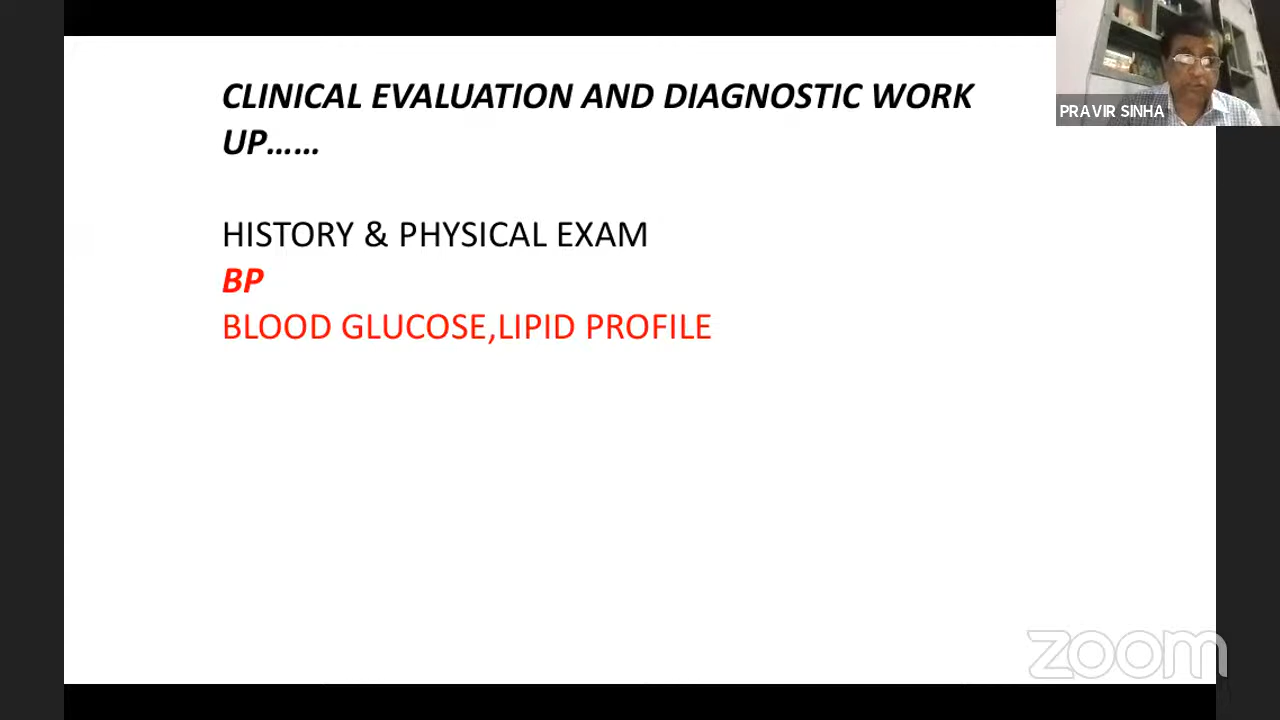 CLINICAL EVALUATION AND DIAGNOSTIC WORK
UP......
HISTORY & PHYSICAL EXAM
BP
BLOOD GLUCOSE,LIPID PROFILE
PRAVIR SINHA
zoom